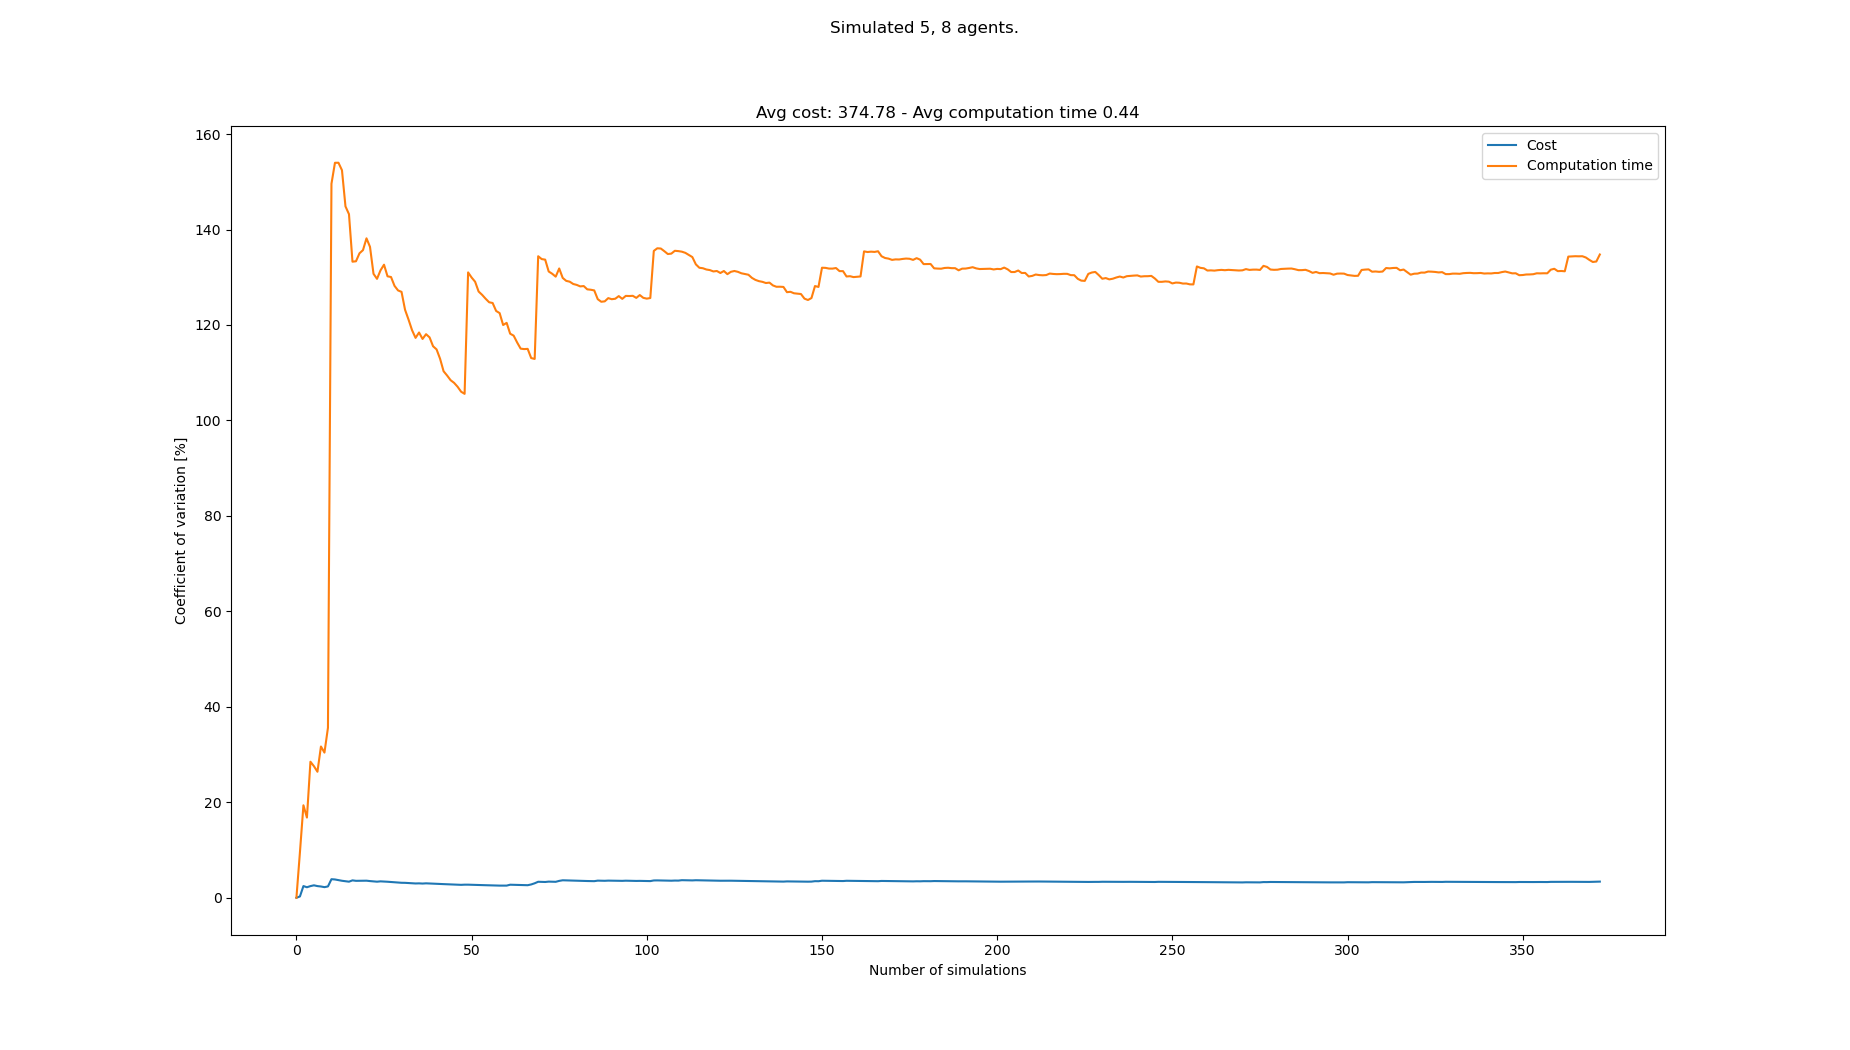 Simulated 5, 8 agents.
Avg cost: 374.78 - Avg computation time 0.44
Cost
Computation time
160
140
120
100
80
60
40
20
0
Coefficient of variation [%]
0 50 100 150 200 250 300 350
Number of simulations